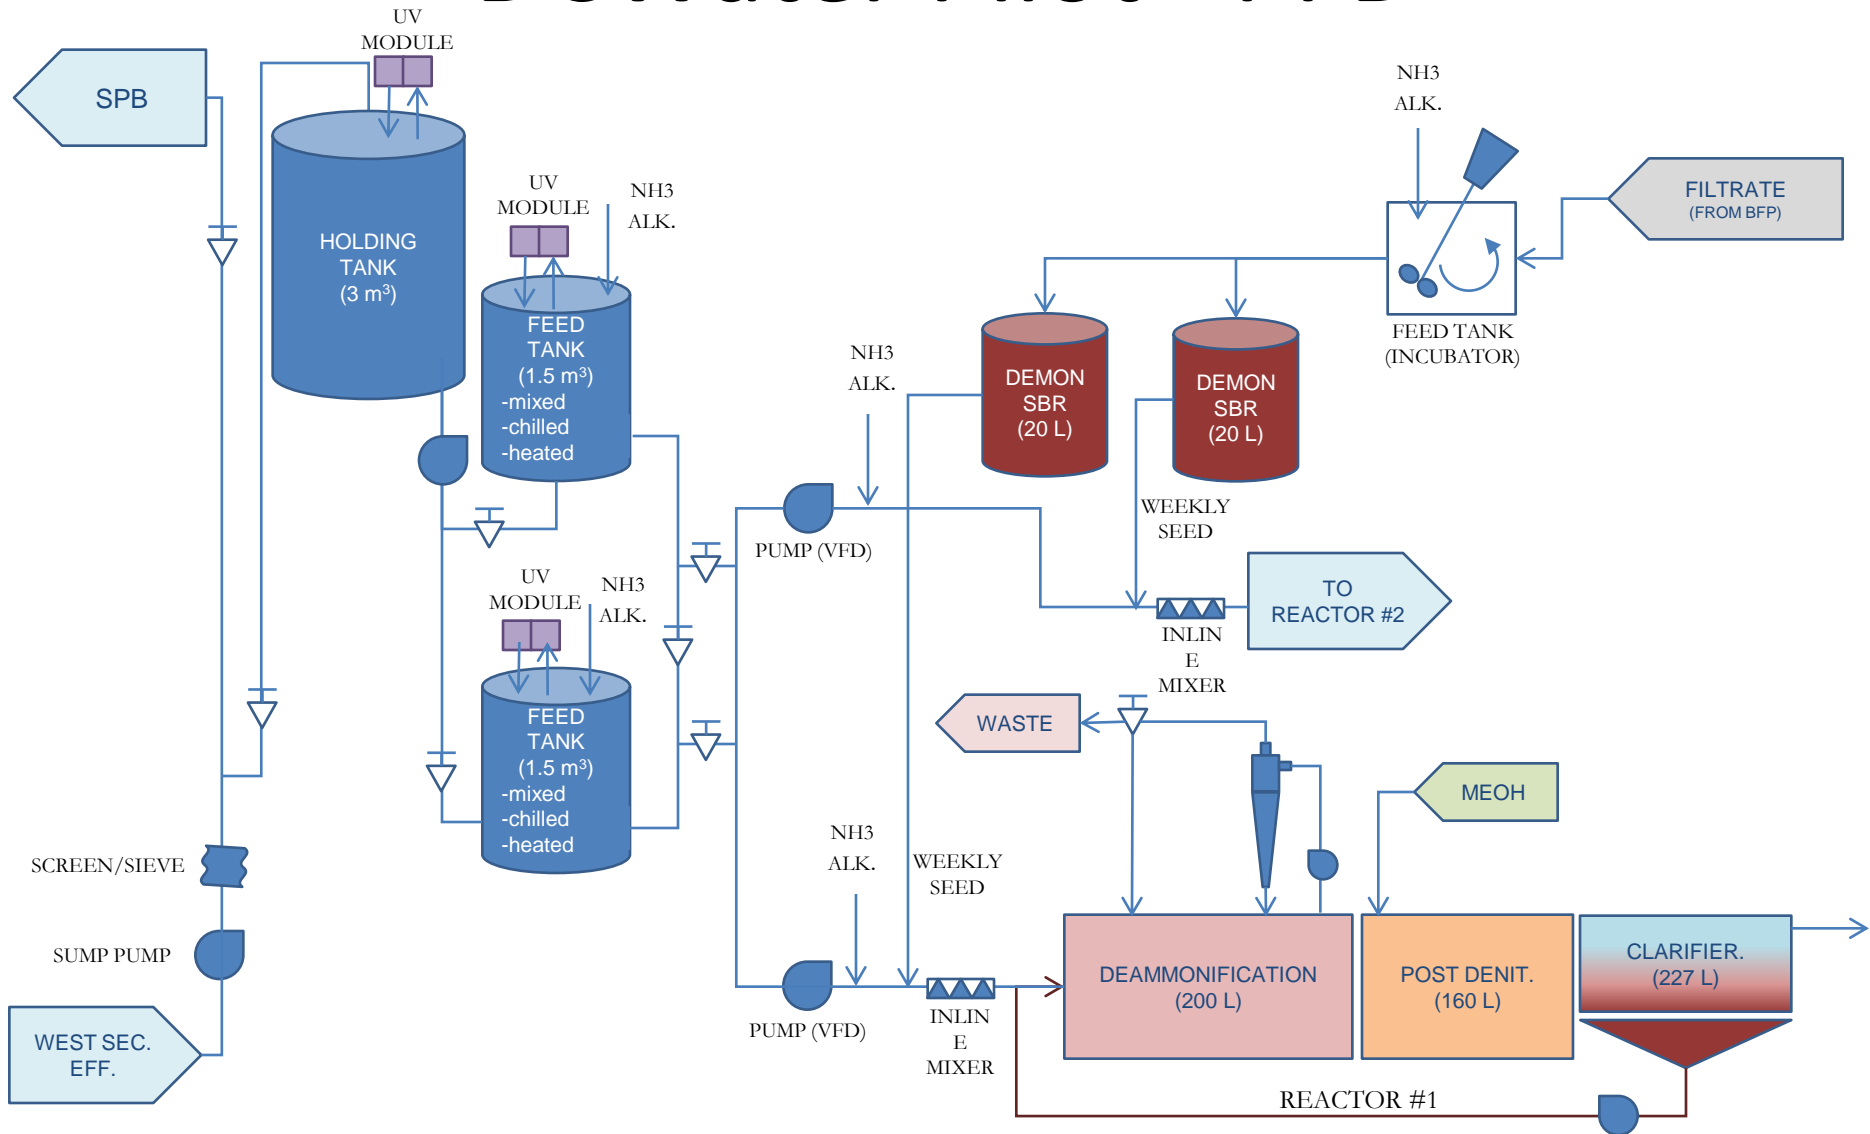 UV
MODULE
SPB
HOLDING
TANK
(3 m³)
UV
MODULE
NH3
ALK.
FEED
TANK
(1.5 m³)
-mixed
-chilled
-heated
UV
MODULE
NH3
ALK.
FEED
TANK
(1.5 m³)
-mixed
-chilled
-heated
SCREEN/SIEVE
SUMP PUMP
WEST SEC.
EFF.
NH3
ALK.
PUMP (VFD)
DEMON
SBR
(20 L)
DEMON
SBR
(20 L)
NH3
ALK.
FEED TANK
(INCUBATOR)
FILTRATE
(FROM BFP)
WEEKLY
SEED
INLIN
E
MIXER
TO
REACTOR #2
WASTE
MEOH
NH3
ALK.
WEEKLY
SEED
PUMP (VFD)
INLIN
E
MIXER
DEAMMONIFICATION
(200 L)
POST DENIT.
(160 L)
CLARIFIER.
(227 L)
REACTOR #1